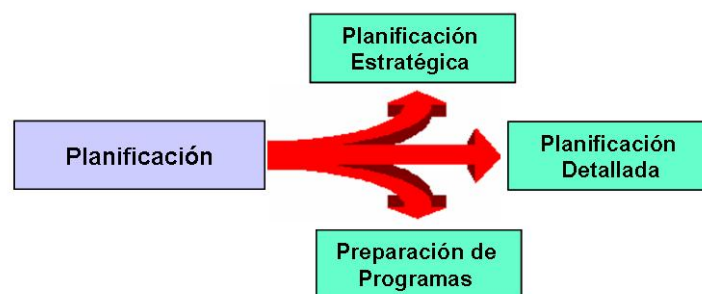 Planificación
Estratégica
Planificación
Planificación
Detallada
Preparación de
Programas